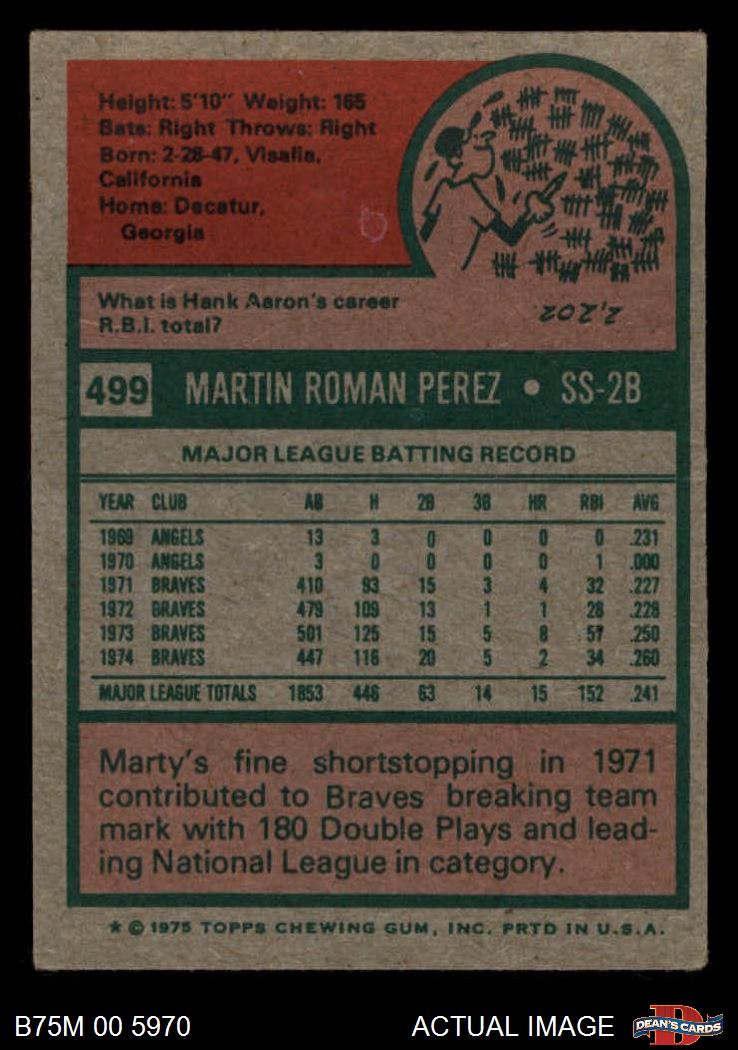 Height: 5'10" Weight: 165
Bats: Right Throws: Right
Born: 2-28-47, Visalia,
California
Home: Decatur,
Georgia
What is Hank Aaron's career
R.B.I. total?
2,202.
499 MARTIN ROMAN PEREZ • SS-2B
MAJOR LEAGUE BATTING RECORD
YEAR CLUB AB H 2B 3B HR RBI AVG
1969 ANGELS 13 3 0 0 0 0 .231
1970 ANGELS 3 0 0 0 0 1 .000
1971 BRAVES 410 93 15 3 4 32 .227
1972 BRAVES 479 109 13 1 1 28 .228
1973 BRAVES 501 125 15 5 8 57 .250
1974 BRAVES 447 116 20 5 2 34 .260
MAJOR LEAGUE TOTALS 1853 446 63 14 15 152 .241
Marty's fine shortstopping in 1971
contributed to Braves breaking team
mark with 180 Double Plays and lead-
ing National League in category.
* © 1975 TOPPS CHEWING GUM, INC. PRTD IN U.S.A.
B75M 00 5970 ACTUAL IMAGE D DEAN'S CARDS